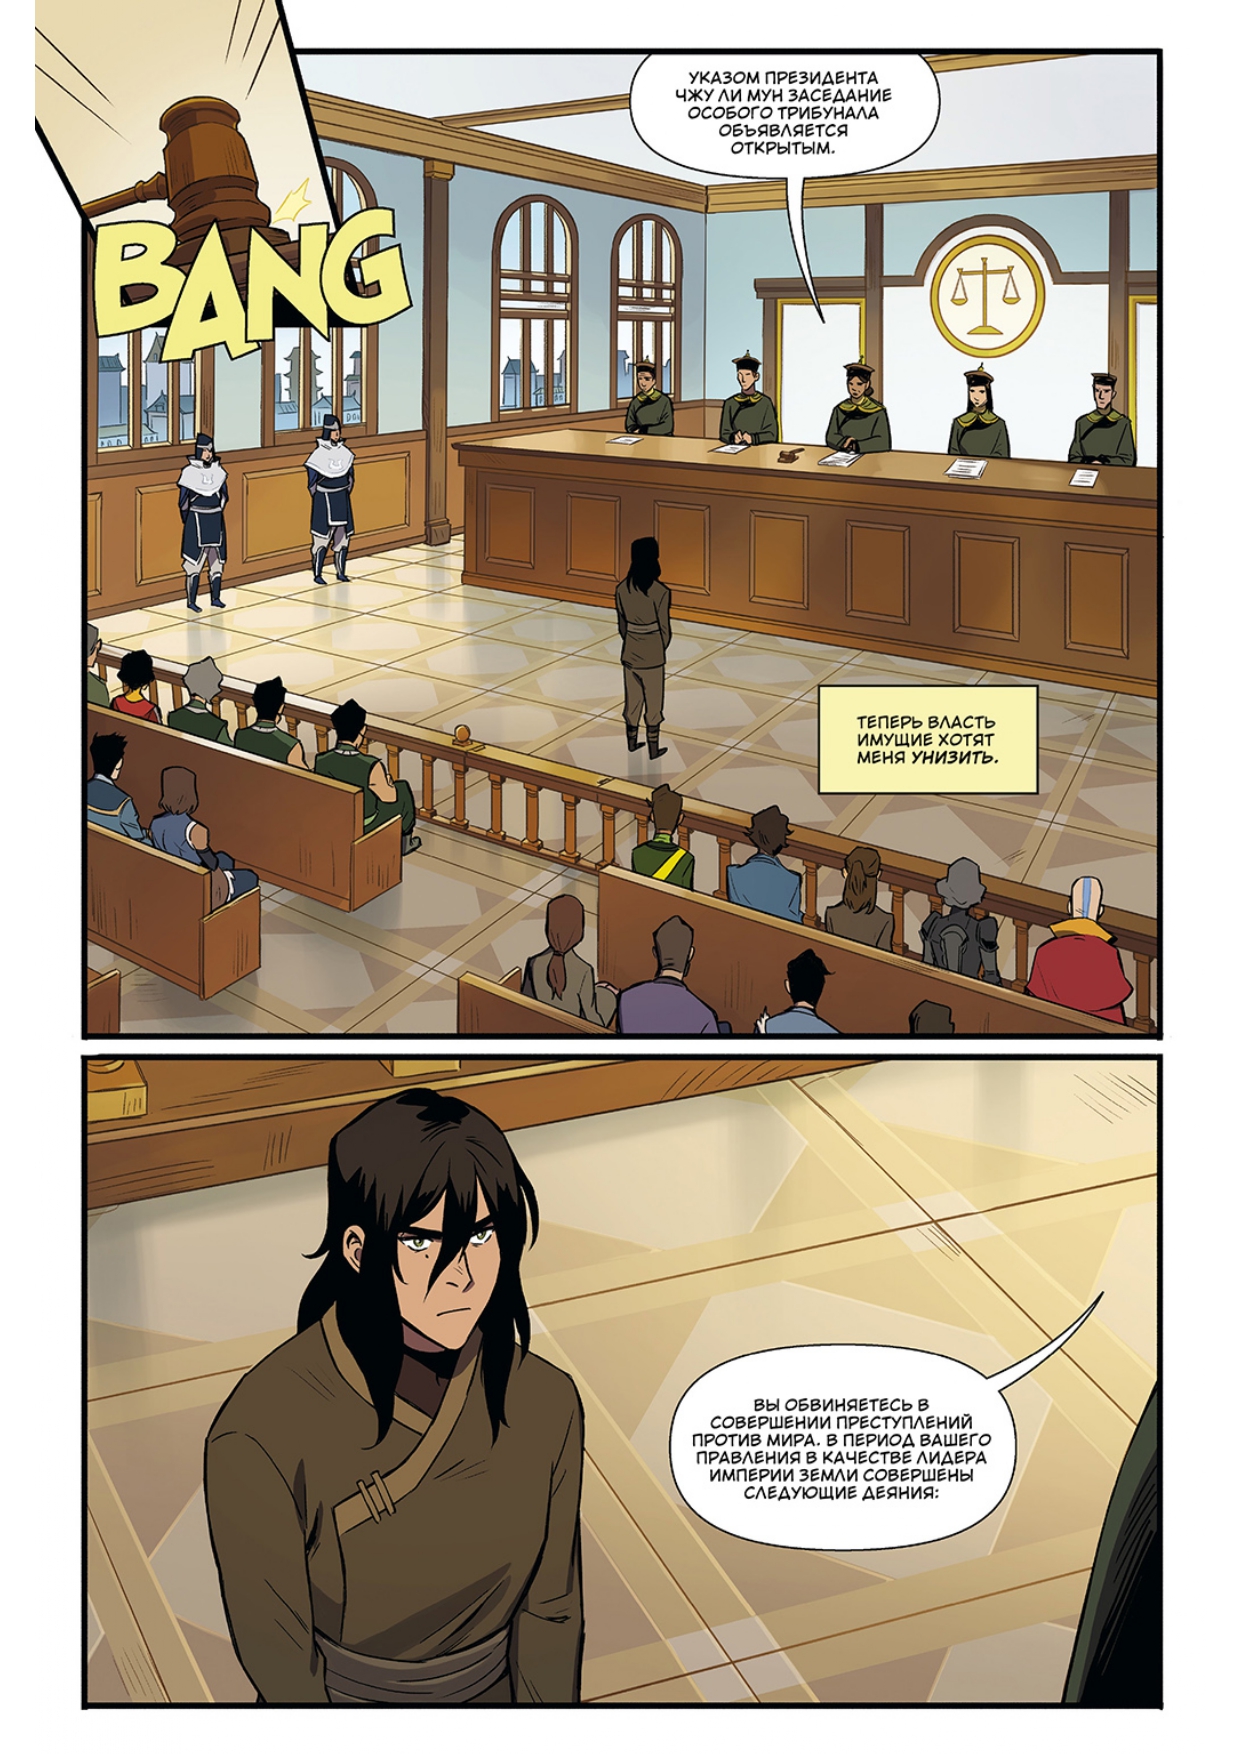 УКАЗОМ ПРЕЗИДЕНТА
ЧЖУ ЛИ МУН ЗАСЕДАНИЕ
ОСОБОГО ТРИБУНАЛА
ОБЪЯВЛЯЕТСЯ
ОТКРЫТЫМ.
BANG
ТЕПЕРЬ ВЛАСТЬ
ИМУЩИЕ ХОТЯТ
МЕНЯ УНИЗИТЬ.
ВЫ ОБВИНЯЕТЕСЬ В
СОВЕРШЕНИИ ПРЕСТУПЛЕНИЙ
ПРОТИВ МИРА. В ПЕРИОД ВАШЕГО
ПРАВЛЕНИЯ В КАЧЕСТВЕ ЛИДЕРА
ИМПЕРИИ ЗЕМЛИ СОВЕРШЕНЫ
СЛЕДУЮЩИЕ ДЕЯНИЯ: